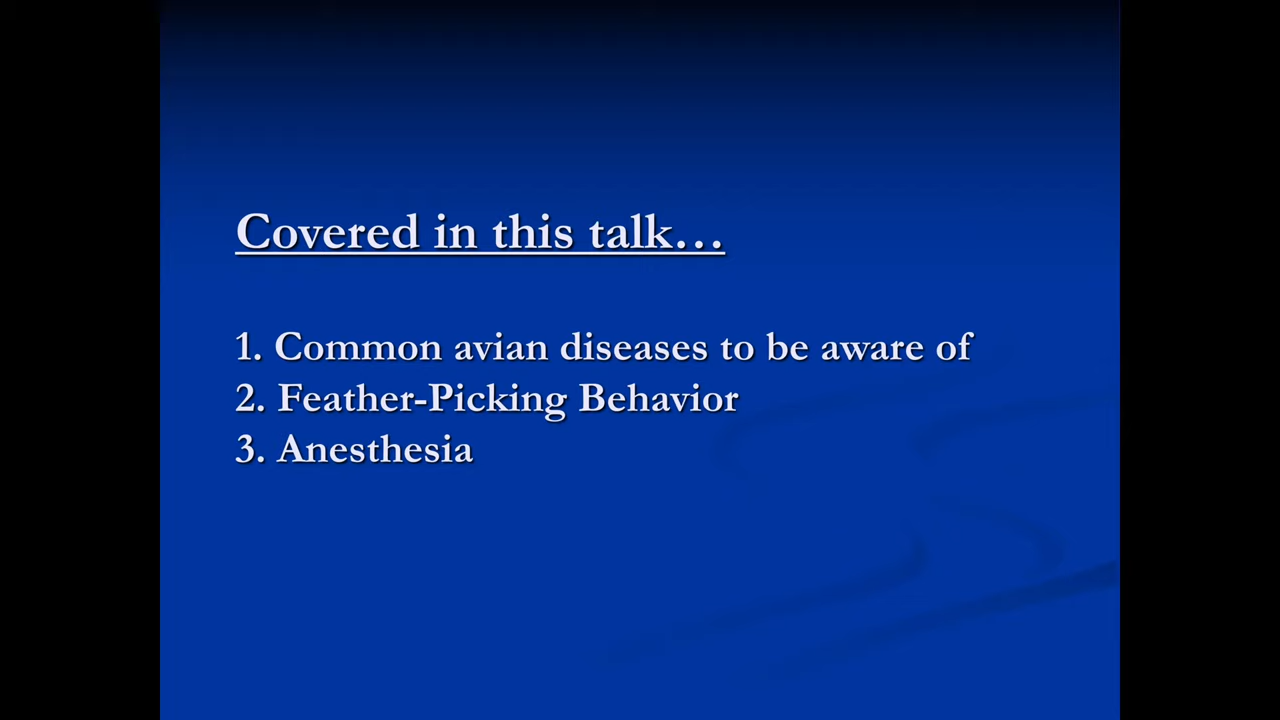 Covered in this talk…
1. Common avian diseases to be aware of
2. Feather-Picking Behavior
3. Anesthesia